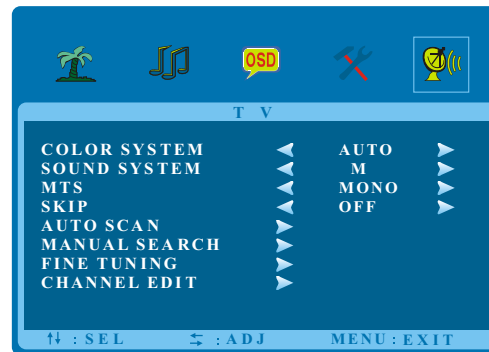 OSD
T V
COLOR SYSTEM AUTO
SOUND SYSTEM M
MTS MONO
SKIP OFF
AUTO SCAN
MANUAL SEARCH
FINE TUNING
CHANNEL EDIT
: SEL : ADJ MENU : EXIT